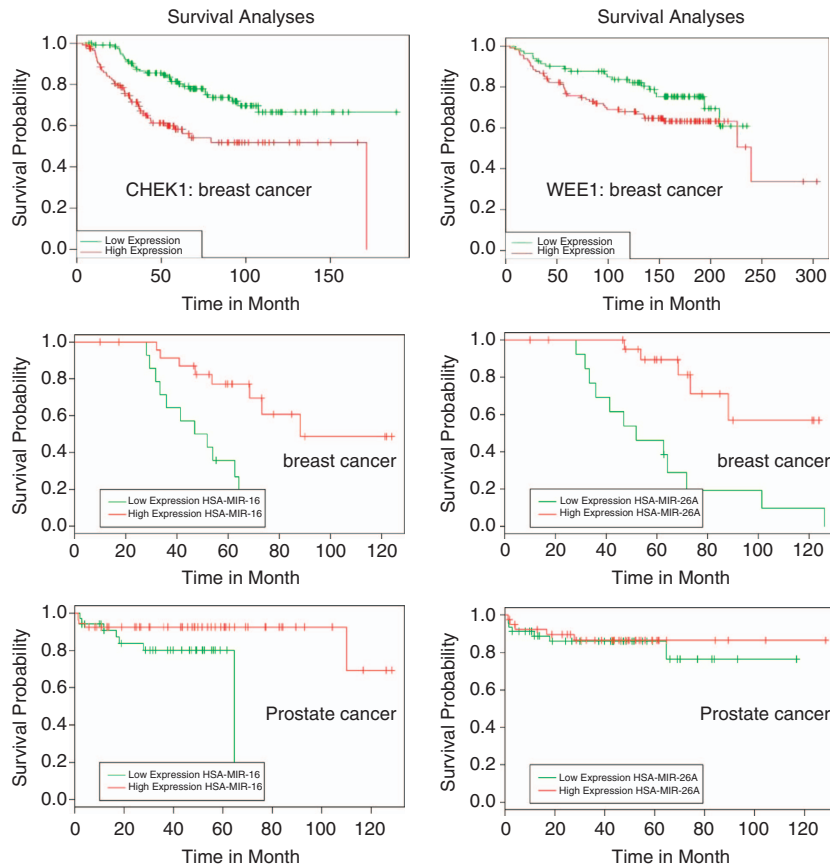 Survival Analyses
Survival Probability
1.0
0.8
0.6
0.4
0.2
0.0
CHEK1: breast cancer
Low Expression
High Expression
0 50 100 150
Time in Month
Survival Analyses
Survival Probability
1.0
0.8
0.6
0.4
0.2
0.0
WEE1: breast cancer
Low Expression
High Expression
0 50 100 150 200 250 300
Time in Month
Survival Probability
1.0
0.8
0.6
0.4
0.2
0.0
breast cancer
Low Expression HSA-MIR-16
High Expression HSA-MIR-16
0 20 40 60 80 100 120
Time in Month
Survival Probability
1.0
0.8
0.6
0.4
0.2
0.0
breast cancer
Low Expression HSA-MIR-26A
High Expression HSA-MIR-26A
0 20 40 60 80 100 120
Time in Month
Survival Probability
1.0
0.8
0.6
0.4
0.2
0.0
Prostate cancer
Low Expression HSA-MIR-16
High Expression HSA-MIR-16
0 20 40 60 80 100 120
Time in Month
Survival Probability
1.0
0.8
0.6
0.4
0.2
0.0
Prostate cancer
Low Expression HSA-MIR-26A
High Expression HSA-MIR-26A
0 20 40 60 80 100 120
Time in Month